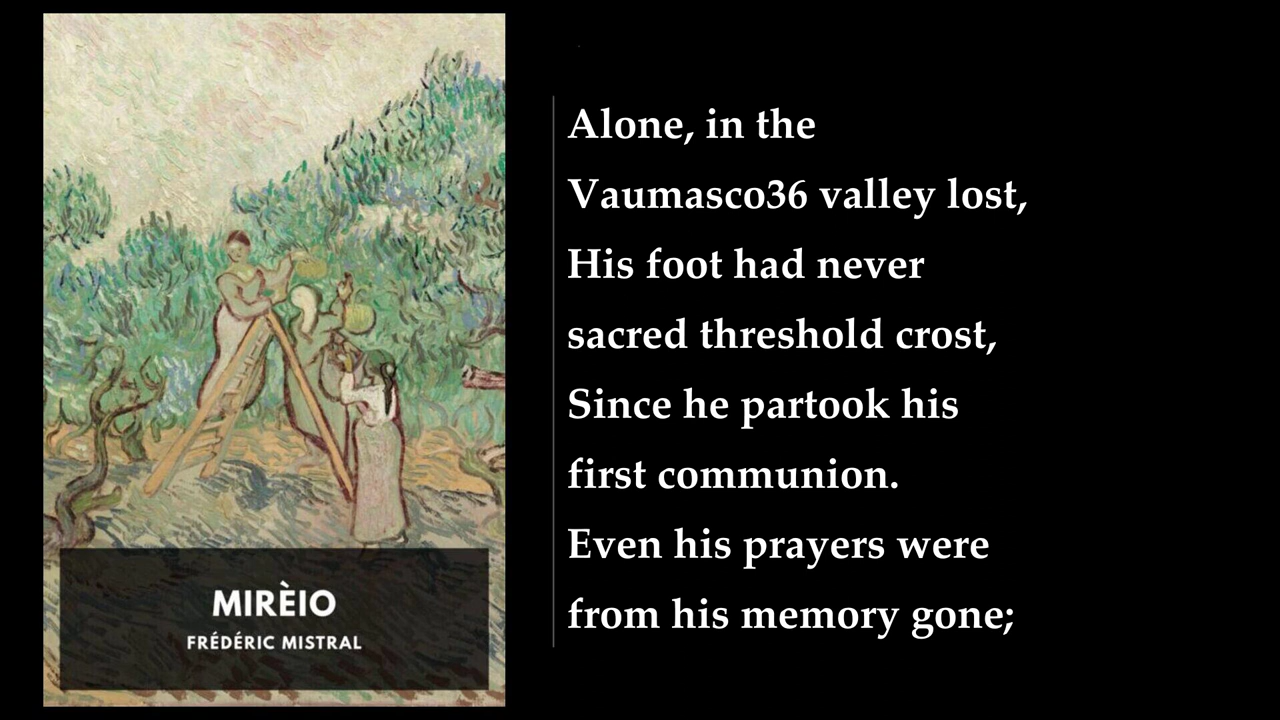 MIRÈIO
FRÉDÉRIC MISTRAL
Alone, in the
Vaumasco36 valley lost,
His foot had never
sacred threshold crost,
Since he partook his
first communion.
Even his prayers were
from his memory gone;